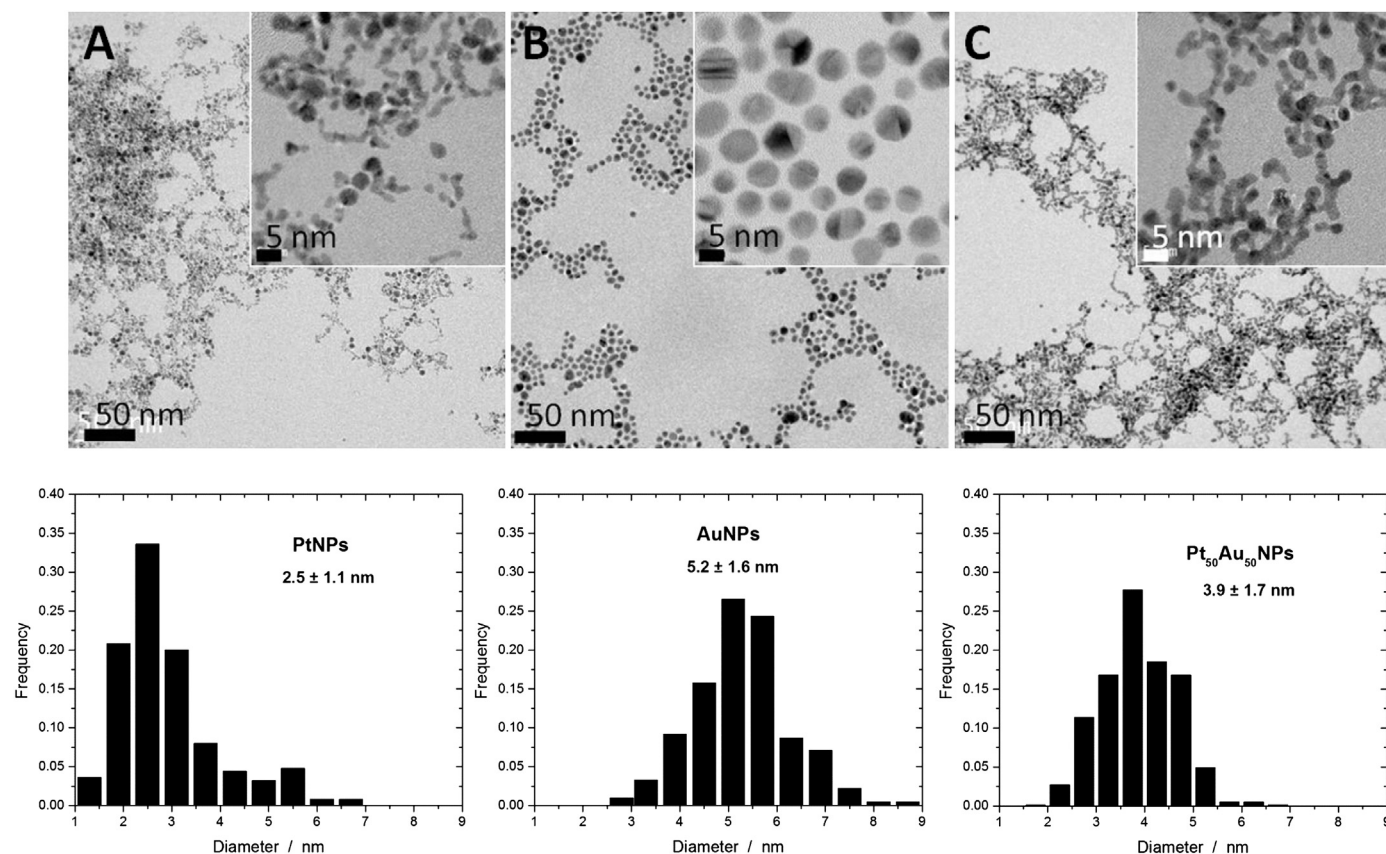 A
5 nm
50 nm
B
5 nm
50 nm
C
5 nm
50 nm
0.40
0.35
0.30
0.25
0.20
0.15
0.10
0.05
0.00
Frequency
PtNPs
2.5 ± 1.1 nm
1 2 3 4 5 6 7 8 9
Diameter / nm
0.40
0.35
0.30
0.25
0.20
0.15
0.10
0.05
0.00
Frequency
AuNPs
5.2 ± 1.6 nm
1 2 3 4 5 6 7 8 9
Diameter / nm
0.40
0.35
0.30
0.25
0.20
0.15
0.10
0.05
0.00
Frequency
Pt50Au50NPs
3.9 ± 1.7 nm
1 2 3 4 5 6 7 8 9
Diameter / nm